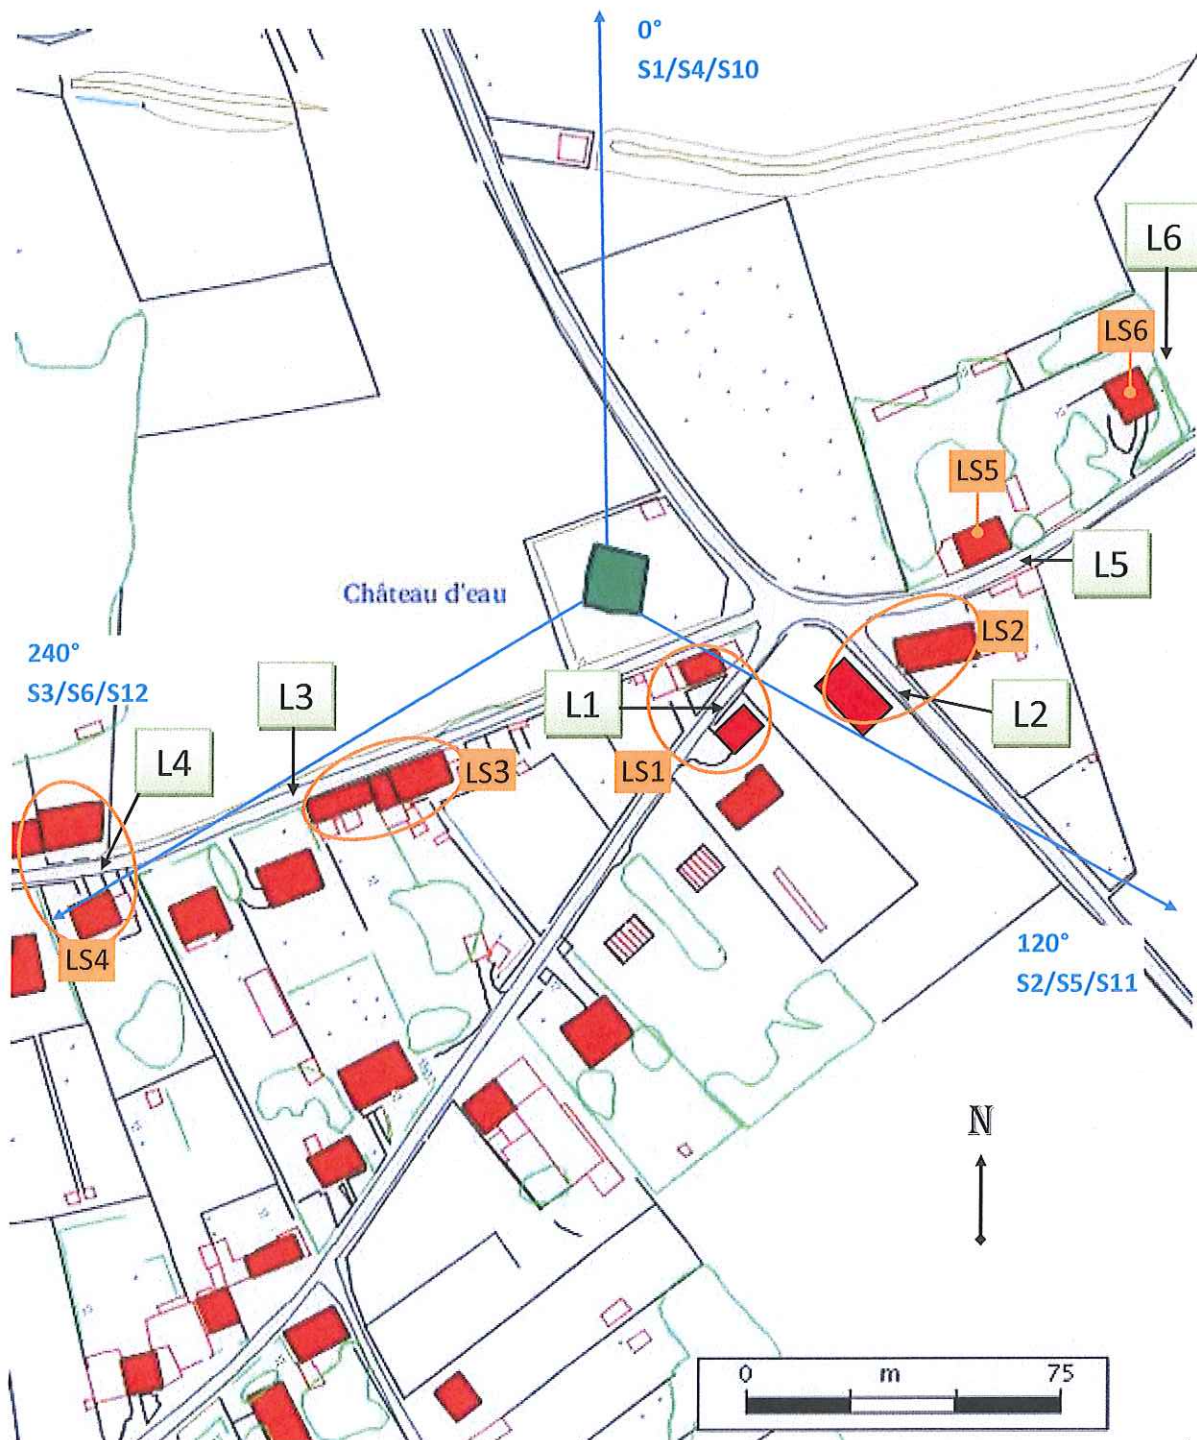 0°
S1/S4/S10
L6
LS6
LS5
L5
Château d'eau
LS2
240°
S3/S6/S12
L3
L1
L2
L4
LS3
LS1
LS4
120°
S2/S5/S11
N
0 m 75